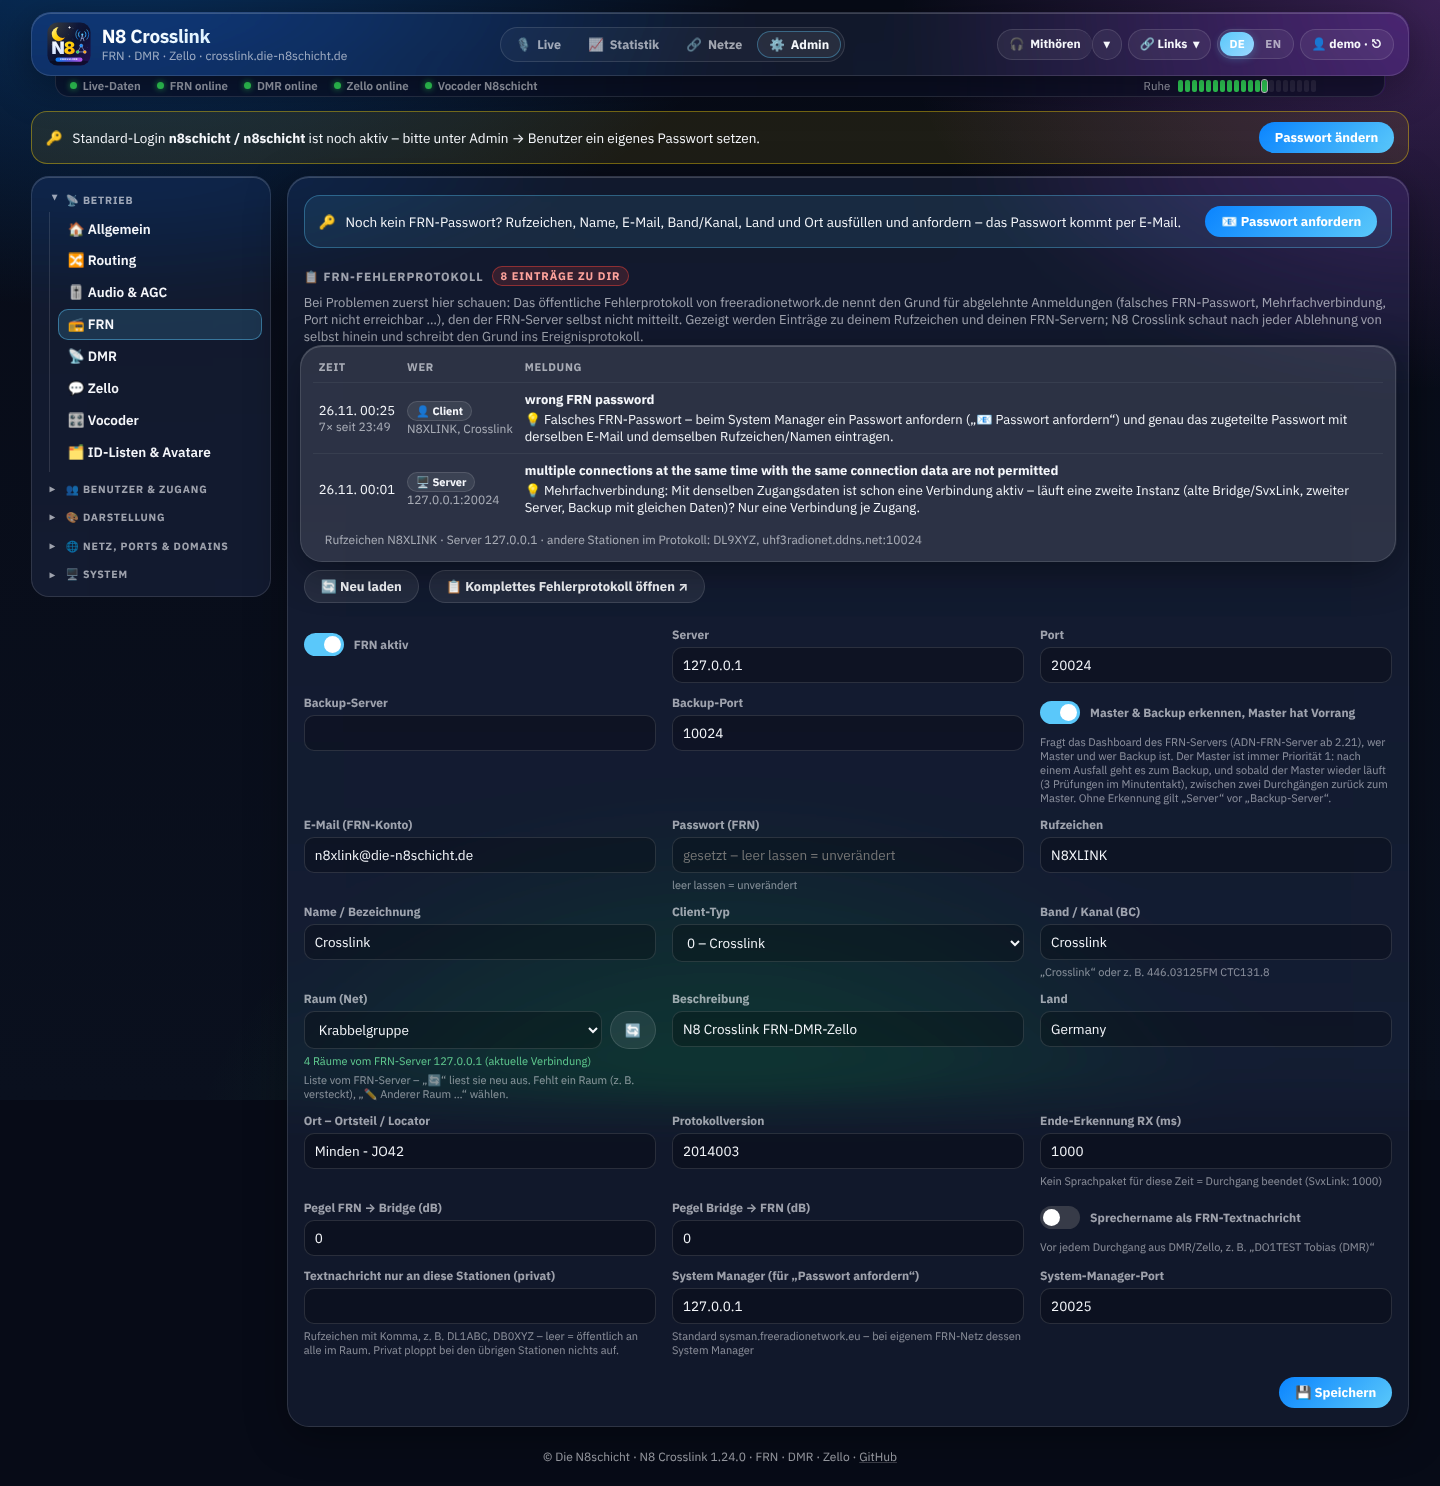 N8 Crosslink
FRN · DMR · Zello · crosslink.die-n8schicht.de
Live
Statistik
Netze
Admin
Mithören
▼
Links ▼
DE
EN
demo ·
Live-Daten
FRN online
DMR online
Zello online
Vocoder N8schicht
Ruhe
Standard-Login n8schicht / n8schicht ist noch aktiv – bitte unter Admin → Benutzer ein eigenes Passwort setzen.
Passwort ändern
BETRIEB
Allgemein
Routing
Audio & AGC
FRN
DMR
Zello
Vocoder
ID-Listen & Avatare
BENUTZER & ZUGANG
DARSTELLUNG
NETZ, PORTS & DOMAINS
SYSTEM
Noch kein FRN-Passwort? Rufzeichen, Name, E-Mail, Band/Kanal, Land und Ort ausfüllen und anfordern – das Passwort kommt per E-Mail.
Passwort anfordern
FRN-FEHLERPROTOKOLL
8 EINTRÄGE ZU DIR
Bei Problemen zuerst hier schauen: Das öffentliche Fehlerprotokoll von freeradionetwork.de nennt den Grund für abgelehnte Anmeldungen (falsches FRN-Passwort, Mehrfachverbindung,
Port nicht erreichbar …), den der FRN-Server selbst nicht mitteilt. Gezeigt werden Einträge zu deinem Rufzeichen und deinen FRN-Servern; N8 Crosslink schaut nach jeder Ablehnung von
selbst hinein und schreibt den Grund ins Ereignisprotokoll.
ZEIT
WER
MELDUNG
26.11. 00:25
7× seit 23:49
Client
N8XLINK, Crosslink
wrong FRN password
💡 Falsches FRN-Passwort – beim System Manager ein Passwort anfordern („📧 Passwort anfordern“) und genau das zugeteilte Passwort mit
derselben E-Mail und demselben Rufzeichen/Namen eintragen.
26.11. 00:01
Server
127.0.0.1:20024
multiple connections at the same time with the same connection data are not permitted
💡 Mehrfachverbindung: Mit denselben Zugangsdaten ist schon eine Verbindung aktiv – läuft eine zweite Instanz (alte Bridge/SvxLink, zweiter
Server, Backup mit gleichen Daten)? Nur eine Verbindung je Zugang.
Rufzeichen N8XLINK · Server 127.0.0.1 · andere Stationen im Protokoll: DL9XYZ, uhf3radionet.ddns.net:10024
Neu laden
Komplettes Fehlerprotokoll öffnen ↗
FRN aktiv
Server
127.0.0.1
Port
20024
Backup-Server
Backup-Port
10024
Master & Backup erkennen, Master hat Vorrang
Fragt das Dashboard des FRN-Servers (ADN-FRN-Server ab 2.21), wer
Master und wer Backup ist. Der Master ist immer Priorität 1: nach
einem Ausfall geht es zum Backup, und sobald der Master wieder läuft
(3 Prüfungen im Minutentakt), zwischen zwei Durchgängen zurück zum
Master. Ohne Erkennung gilt „Server“ vor „Backup-Server“.
E-Mail (FRN-Konto)
n8xlink@die-n8schicht.de
Passwort (FRN)
gesetzt – leer lassen = unverändert
leer lassen = unverändert
Rufzeichen
N8XLINK
Name / Bezeichnung
Crosslink
Client-Typ
0 – Crosslink
Band / Kanal (BC)
Crosslink
„Crosslink“ oder z. B. 446.03125FM CTC131.8
Raum (Net)
Krabbelgruppe
4 Räume vom FRN-Server 127.0.0.1 (aktuelle Verbindung)
Liste vom FRN-Server – „🔄“ liest sie neu aus. Fehlt ein Raum (z. B.
versteckt), „✏️ Anderer Raum …“ wählen.
Beschreibung
N8 Crosslink FRN-DMR-Zello
Land
Germany
Ort – Ortsteil / Locator
Minden - JO42
Protokollversion
2014003
Ende-Erkennung RX (ms)
1000
Kein Sprachpaket für diese Zeit = Durchgang beendet (SvxLink: 1000)
Pegel FRN → Bridge (dB)
0
Pegel Bridge → FRN (dB)
0
Sprechername als FRN-Textnachricht
Vor jedem Durchgang aus DMR/Zello, z. B. „DO1TEST Tobias (DMR)“
Textnachricht nur an diese Stationen (privat)
Rufzeichen mit Komma, z. B. DL1ABC, DB0XYZ – leer = öffentlich an
alle im Raum. Privat ploppt bei den übrigen Stationen nichts auf.
System Manager (für „Passwort anfordern“)
127.0.0.1
Standard sysman.freeradionetwork.eu – bei eigenem FRN-Netz dessen
System Manager
System-Manager-Port
20025
Speichern
© Die N8schicht · N8 Crosslink 1.24.0 · FRN · DMR · Zello · GitHub